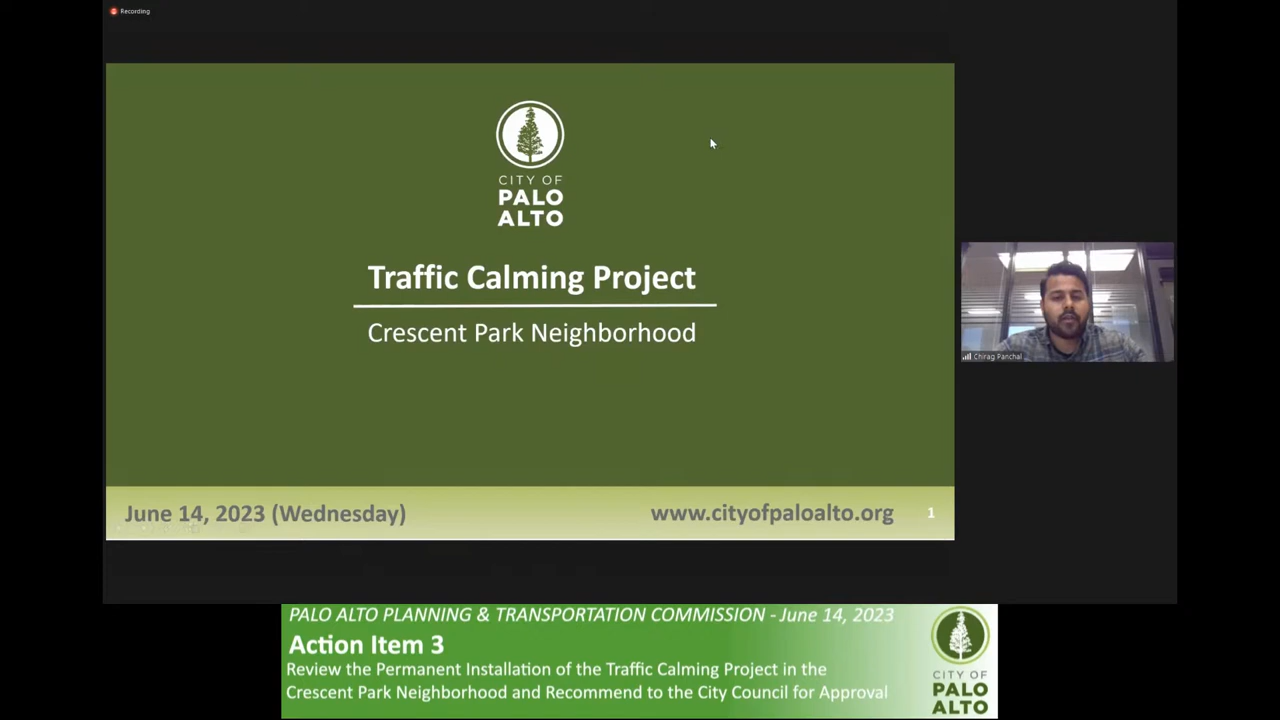 Recording
CITY OF
PALO
ALTO
Traffic Calming Project
Crescent Park Neighborhood
June 14, 2023 (Wednesday)
www.cityofpaloalto.org
1
Chirag Panchal
PALO ALTO PLANNING & TRANSPORTATION COMMISSION - June 14, 2023
Action Item 3
Review the Permanent Installation of the Traffic Calming Project in the
Crescent Park Neighborhood and Recommend to the City Council for Approval
CITY OF
PALO
ALTO